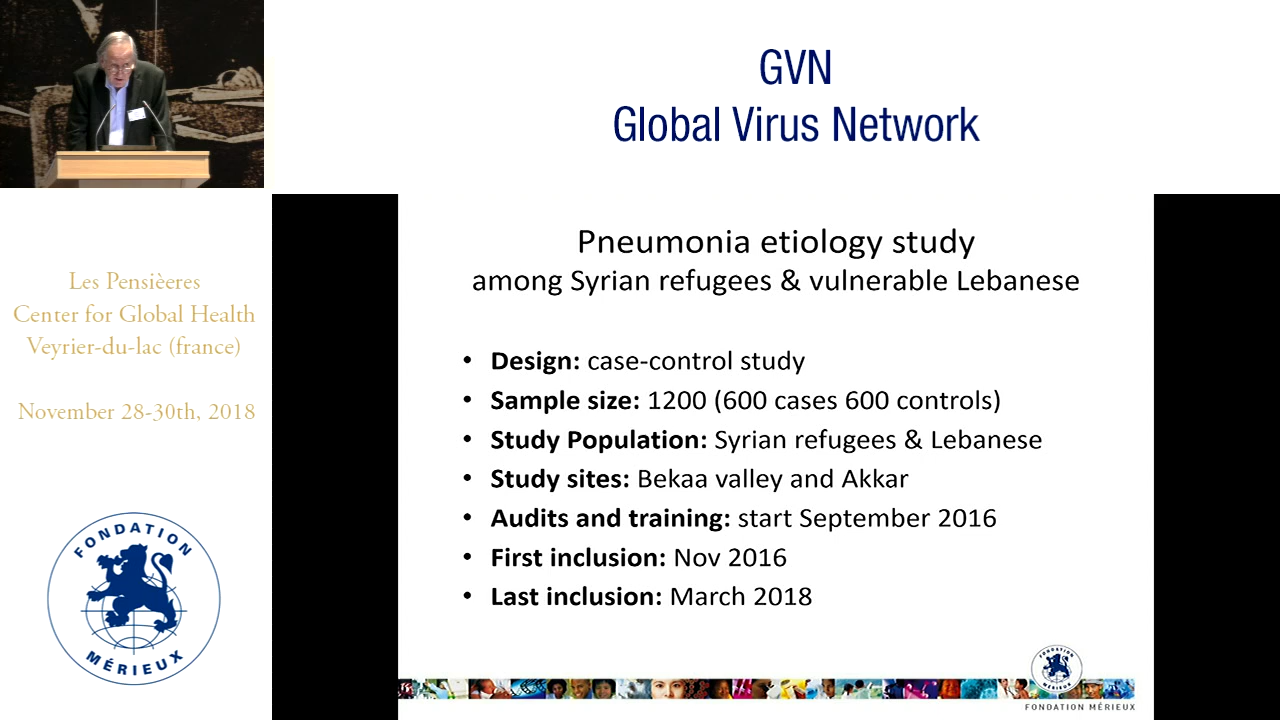 GVN
Global Virus Network
Les Pensièeres
Center for Global Health
Veyrier-du-lac (france)
November 28-30th, 2018
FONDATION
MÉRIEUX
Pneumonia etiology study
among Syrian refugees & vulnerable Lebanese
• Design: case-control study
• Sample size: 1200 (600 cases 600 controls)
• Study Population: Syrian refugees & Lebanese
• Study sites: Bekaa valley and Akkar
• Audits and training: start September 2016
• First inclusion: Nov 2016
• Last inclusion: March 2018
FONDATION
MÉRIEUX
FONDATION MÉRIEUX